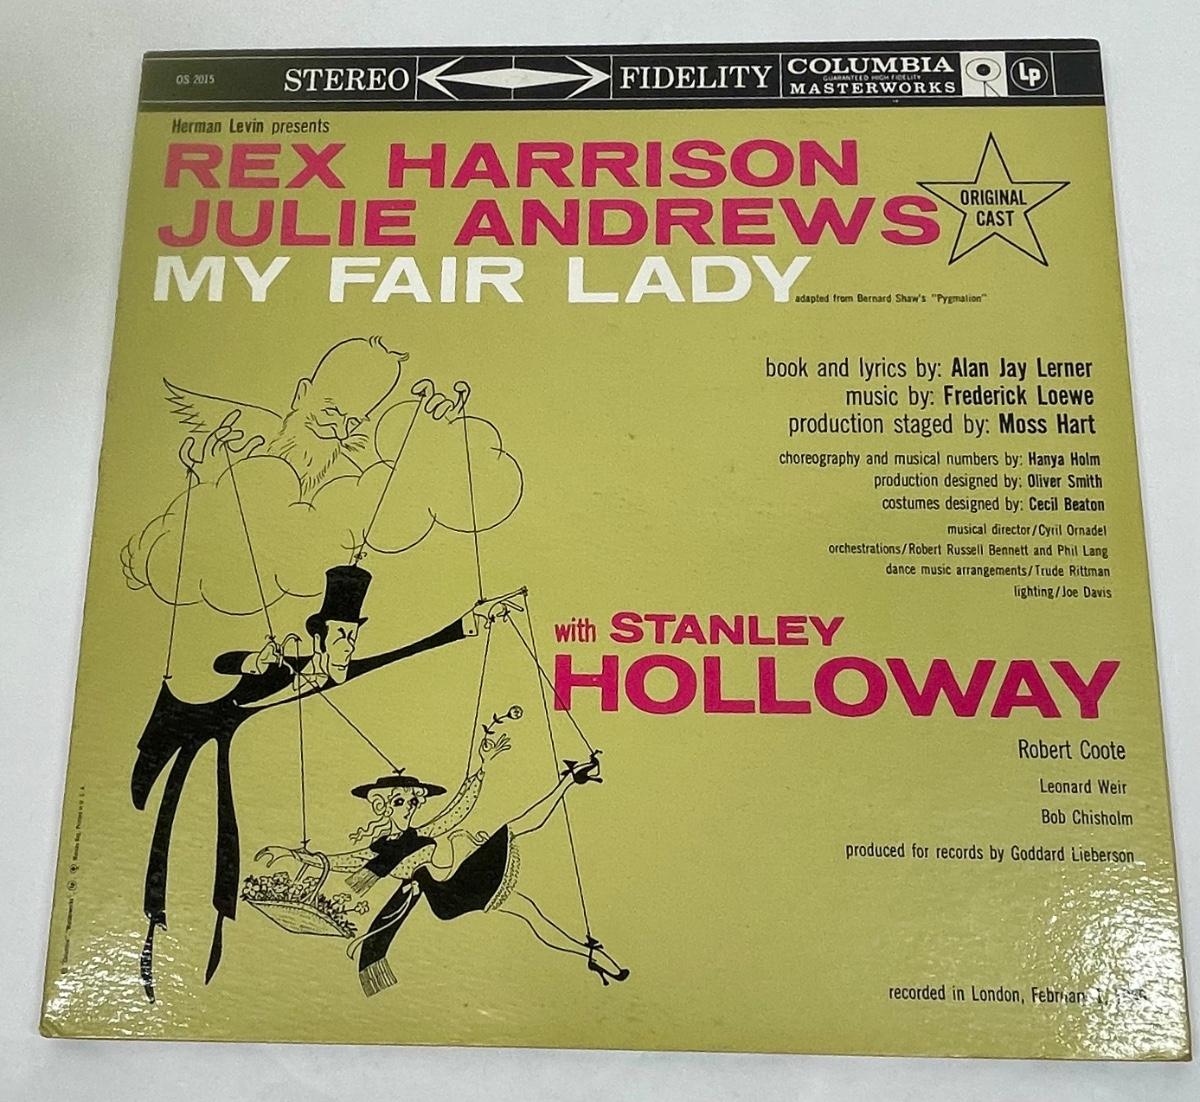 OS 2015
STEREO FIDELITY
COLUMBIA
GUARANTEED HIGH FIDELITY
MASTERWORKS
Lp
Herman Levin presents
REX HARRISON
JULIE ANDREWS
ORIGINAL
CAST
MY FAIR LADY
adapted from Bernard Shaw's "Pygmalion"
book and lyrics by: Alan Jay Lerner
music by: Frederick Loewe
production staged by: Moss Hart
choreography and musical numbers by: Hanya Holm
production designed by: Oliver Smith
costumes designed by: Cecil Beaton
musical director/Cyril Ornadel
orchestrations/Robert Russell Bennett and Phil Lang
dance music arrangements/Trude Rittman
lighting/Joe Davis
with STANLEY
HOLLOWAY
Robert Coote
Leonard Weir
Bob Chisholm
produced for records by Goddard Lieberson
recorded in London, February 1,
Printed in U.S.A.